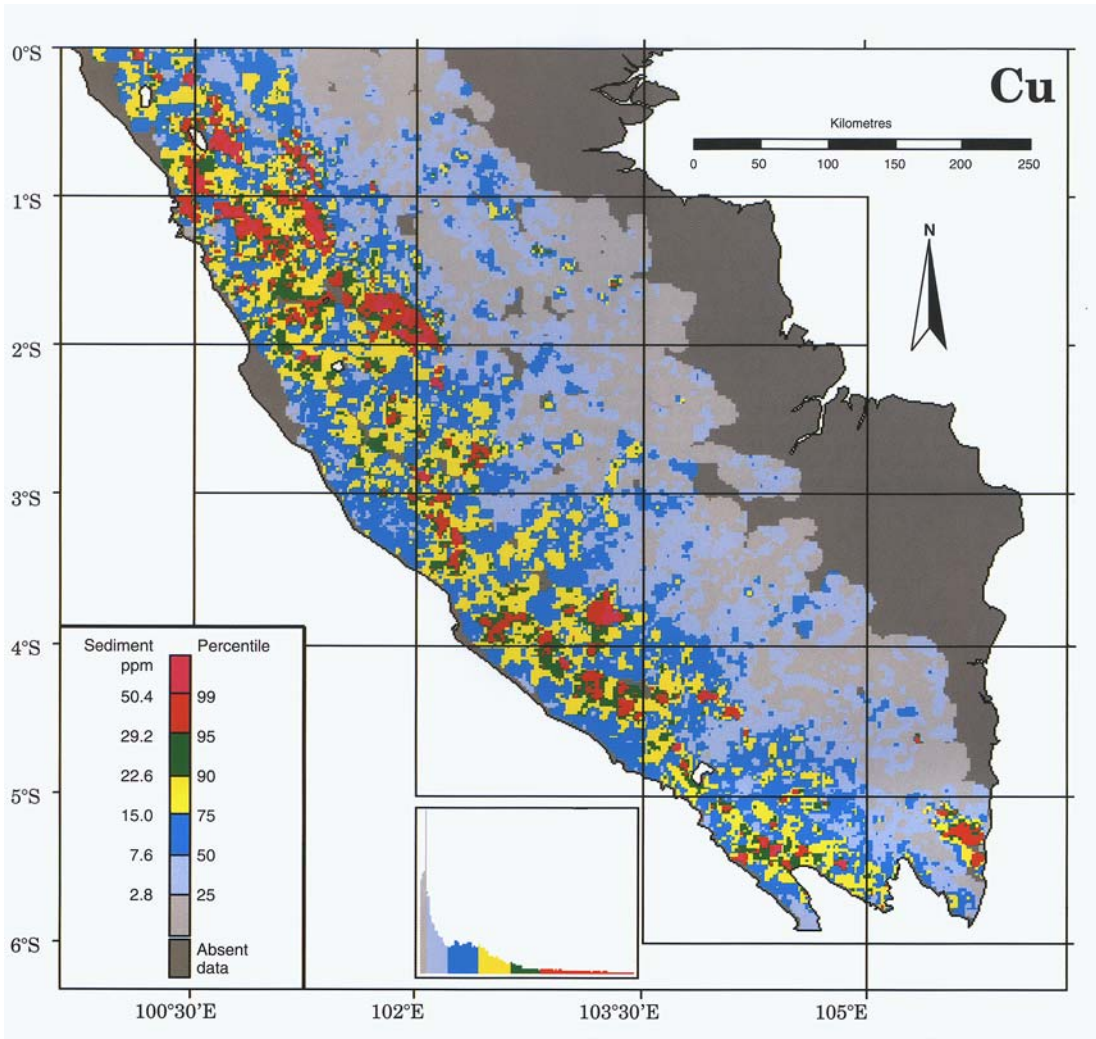 Cu
Kilometres
0 50 100 150 200 250
N
0°S
1°S
2°S
3°S
4°S
5°S
6°S
Sediment Percentile
ppm
50.4 99
29.2 95
22.6 90
15.0 75
7.6 50
2.8 25
Absent
data
100°30'E 102°E 103°30'E 105°E